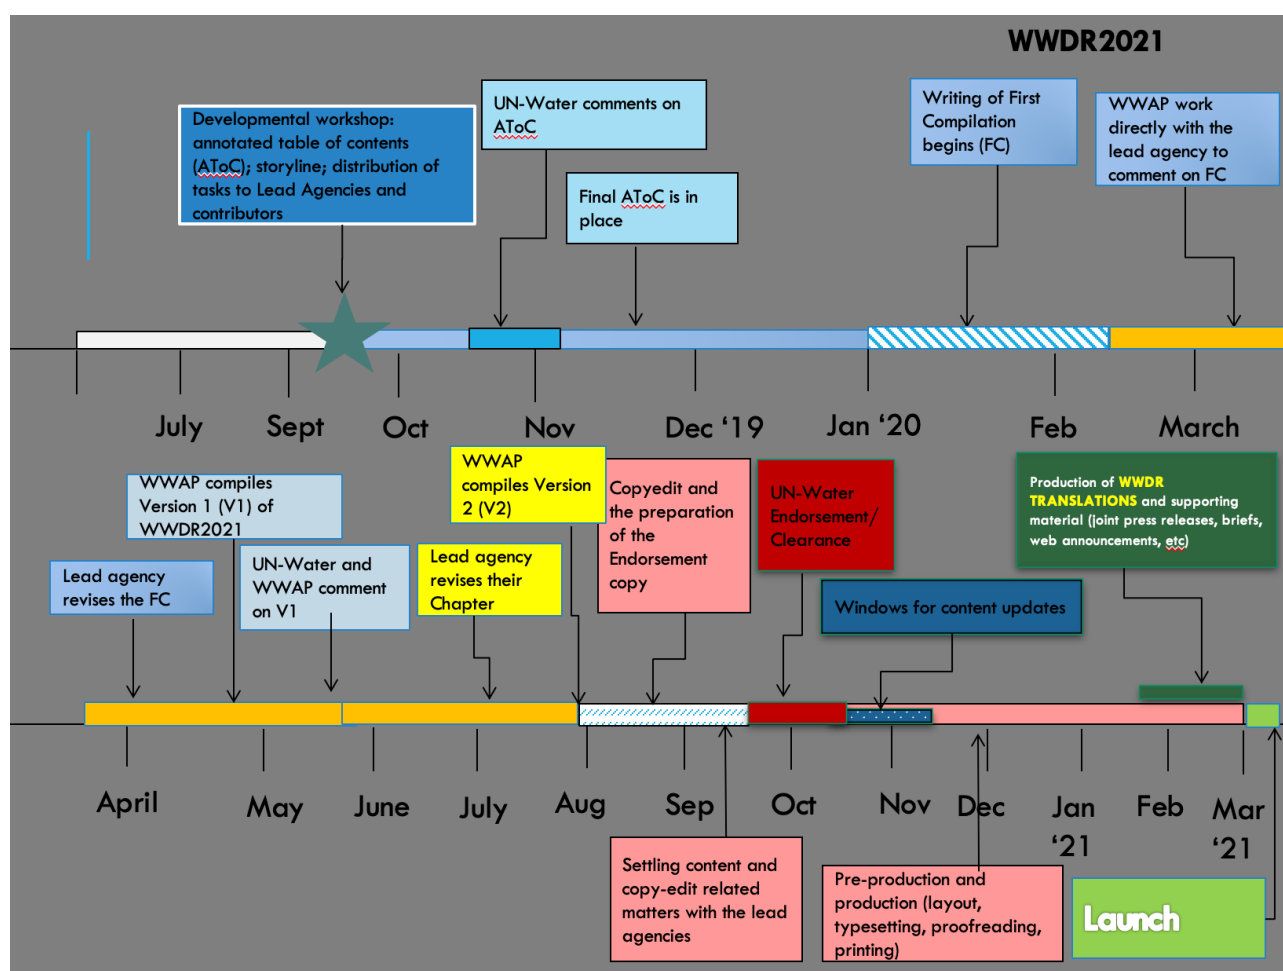 WWDR2021
Developmental workshop:
annotated table of contents
(AToC); storyline; distribution of
tasks to Lead Agencies and
contributors
UN-Water comments on
AToC
Final AToC is in
place
Writing of First
Compilation
begins (FC)
WWAP work
directly with the
lead agency to
comment on FC
July
Sept
Oct
Nov
Dec ‘19
Jan ‘20
Feb
March
Lead agency
revises the FC
WWAP compiles
Version 1 (V1) of
WWDR2021
UN-Water and
WWAP comment
on V1
Lead agency
revises their
Chapter
WWAP
compiles Version
2 (V2)
Copyedit and
the preparation
of the
Endorsement
copy
UN-Water
Endorsement/
Clearance
Windows for content updates
Production of WWDR
TRANSLATIONS and supporting
material (joint press releases, briefs,
web announcements, etc)
April
May
June
July
Aug
Sep
Oct
Nov
Dec
Jan
‘21
Feb
Mar
‘21
Settling content and
copy-edit related
matters with the lead
agencies
Pre-production and
production (layout,
typesetting, proofreading,
printing)
Launch